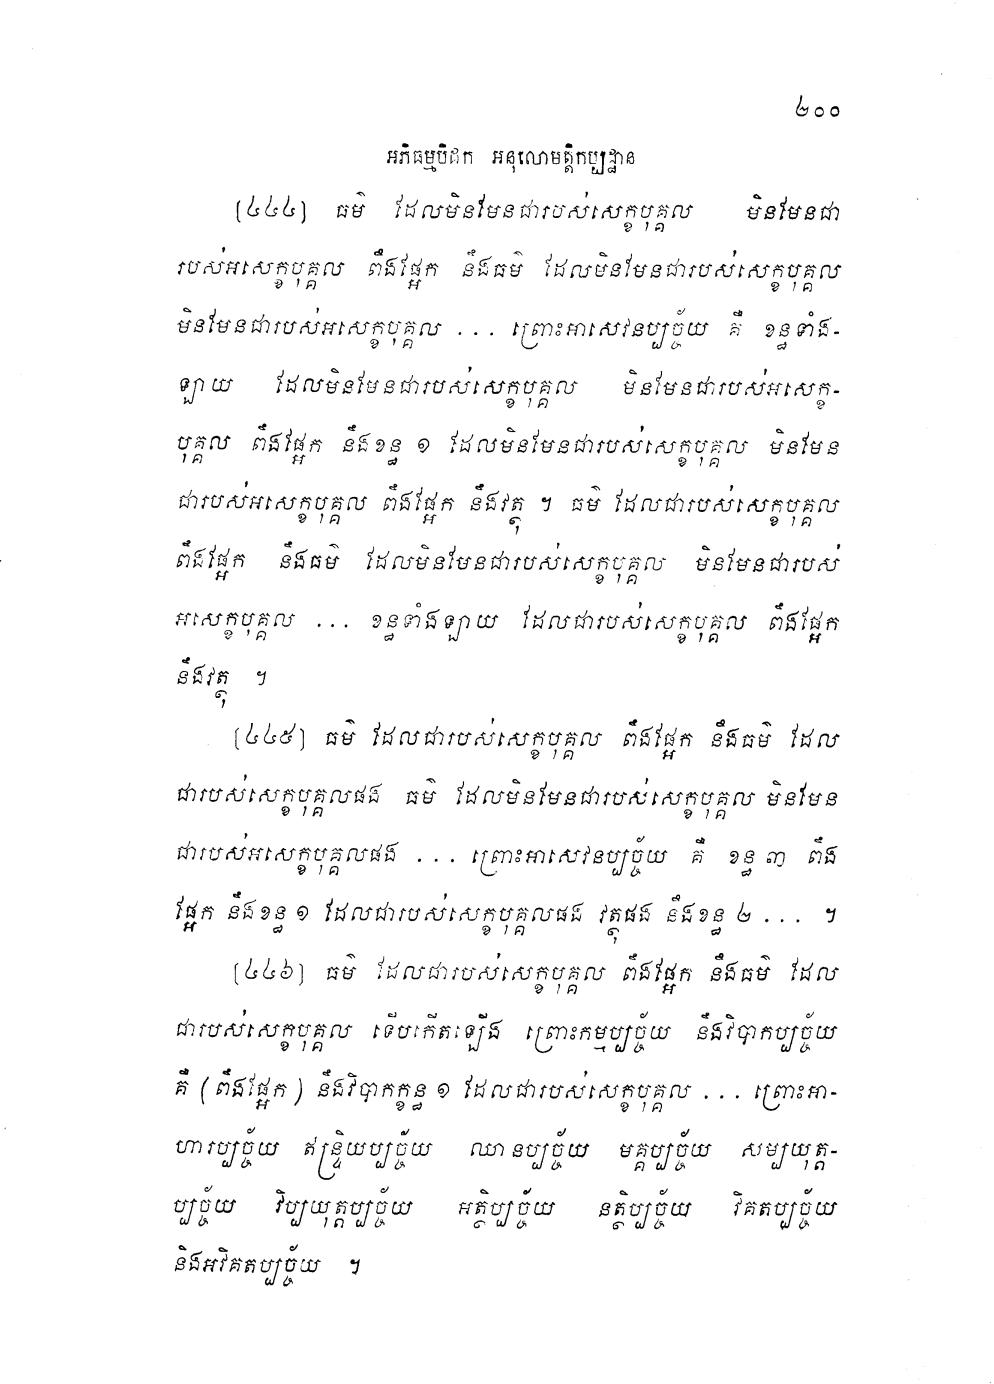 ២០០
អភិធម្មបិដក អនុលោមត្តិកប្បដ្ឋាន
[៤៤៤] ធម៌ ដែលមិនមែនជារបស់សេក្ខបុគ្គល មិនមែនជា
របស់អសេក្ខបុគ្គល ពឹងផ្អែក នឹងធម៌ ដែលមិនមែនជារបស់សេក្ខបុគ្គល
មិនមែនជារបស់អសេក្ខបុគ្គល ... ព្រោះអាសេវនប្បច្ច័យ គឺ ខន្ធទាំង-
ឡាយ ដែលមិនមែនជារបស់សេក្ខបុគ្គល មិនមែនជារបស់អសេក្ខ-
បុគ្គល ពឹងផ្អែក នឹងខន្ធ ១ ដែលមិនមែនជារបស់សេក្ខបុគ្គល មិនមែន
ជារបស់អសេក្ខបុគ្គល ពឹងផ្អែក នឹងវត្ថុ ។ ធម៌ ដែលជារបស់សេក្ខបុគ្គល
ពឹងផ្អែក នឹងធម៌ ដែលមិនមែនជារបស់សេក្ខបុគ្គល មិនមែនជារបស់
អសេក្ខបុគ្គល ... ខន្ធទាំងឡាយ ដែលជារបស់សេក្ខបុគ្គល ពឹងផ្អែក
នឹងវត្ថុ ។
[៤៤៥] ធម៌ ដែលជារបស់សេក្ខបុគ្គល ពឹងផ្អែក នឹងធម៌ ដែល
ជារបស់សេក្ខបុគ្គលផង ធម៌ ដែលមិនមែនជារបស់សេក្ខបុគ្គល មិនមែន
ជារបស់អសេក្ខបុគ្គលផង ... ព្រោះអាសេវនប្បច្ច័យ គឺ ខន្ធ ៣ ពឹង
ផ្អែក នឹងខន្ធ ១ ដែលជារបស់សេក្ខបុគ្គលផង វត្ថុផង នឹងខន្ធ ២ ... ។
[៤៤៦] ធម៌ ដែលជារបស់សេក្ខបុគ្គល ពឹងផ្អែក នឹងធម៌ ដែល
ជារបស់សេក្ខបុគ្គល ទើបកើតឡើង ព្រោះកម្មប្បច្ច័យ នឹងវិបាកប្បច្ច័យ
គឺ (ពឹងផ្អែក) នឹងវិបាកក្ខន្ធ ១ ដែលជារបស់សេក្ខបុគ្គល ... ព្រោះអា-
ហារប្បច្ច័យ ឥន្ទ្រិយប្បច្ច័យ ឈានប្បច្ច័យ មគ្គប្បច្ច័យ សម្បយុត្ត-
ប្បច្ច័យ វិប្បយុត្តប្បច្ច័យ អត្ថិប្បច្ច័យ នត្ថិប្បច្ច័យ វិគតប្បច្ច័យ
និងអវិគតប្បច្ច័យ ។